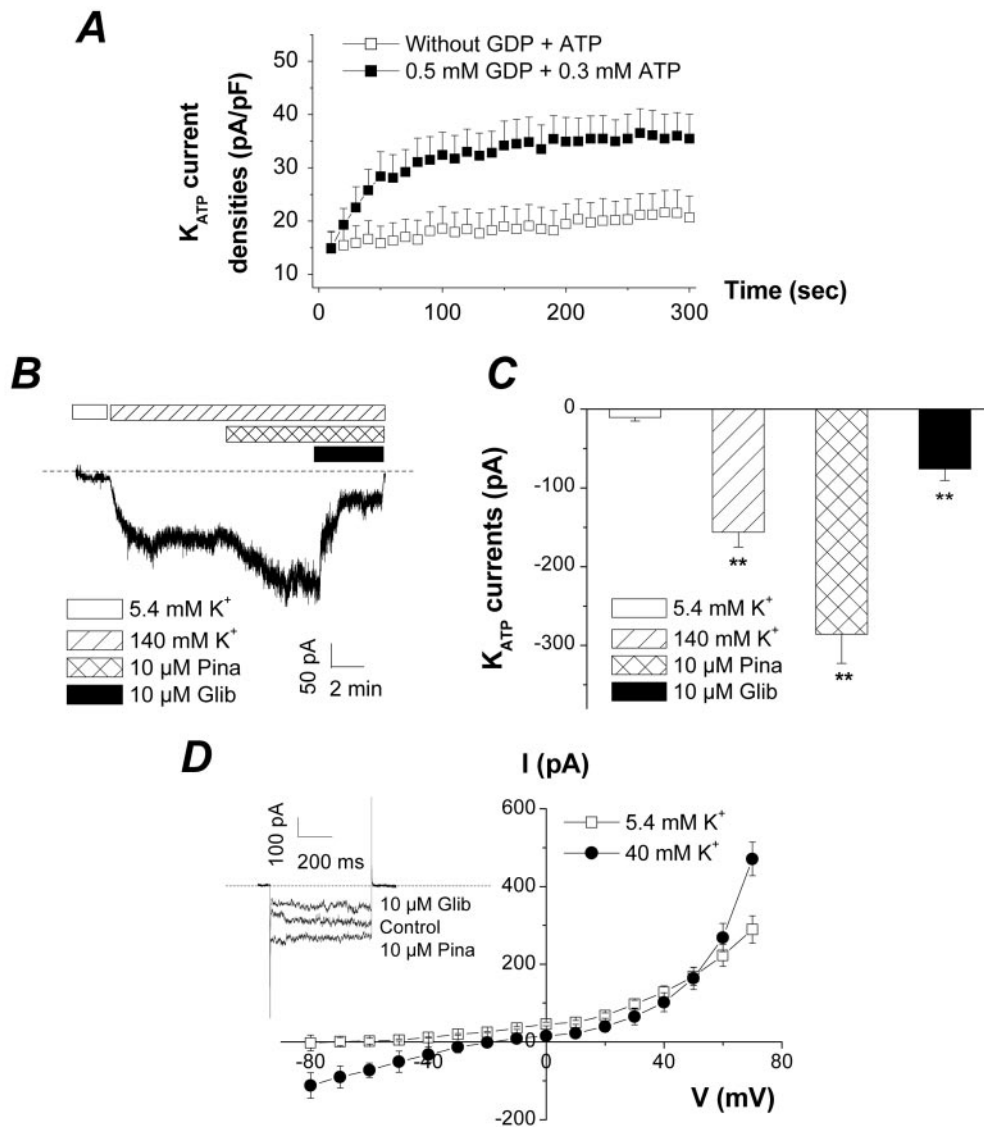 A
K_ATP current
densities (pA/pF)
50
40
30
20
10
Without GDP + ATP
0.5 mM GDP + 0.3 mM ATP
0
100
200
300
Time (sec)
B
5.4 mM K⁺
140 mM K⁺
10 µM Pina
10 µM Glib
50 pA
2 min
C
K_ATP currents (pA)
0
-100
-200
-300
**
**
**
5.4 mM K⁺
140 mM K⁺
10 µM Pina
10 µM Glib
D
I (pA)
600
400
200
0
-200
5.4 mM K⁺
40 mM K⁺
100 pA
200 ms
10 µM Glib
Control
10 µM Pina
-80
-40
0
40
80
V (mV)